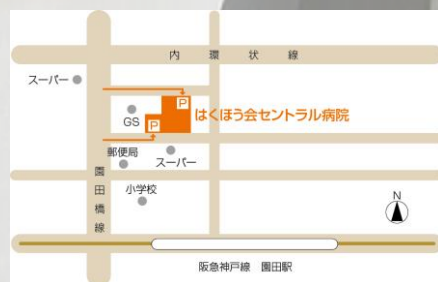 内環状線
スーパー
P
はくほう会セントラル病院
GS
P
郵便局
スーパー
園田橋線
小学校
N
阪急神戸線 園田駅